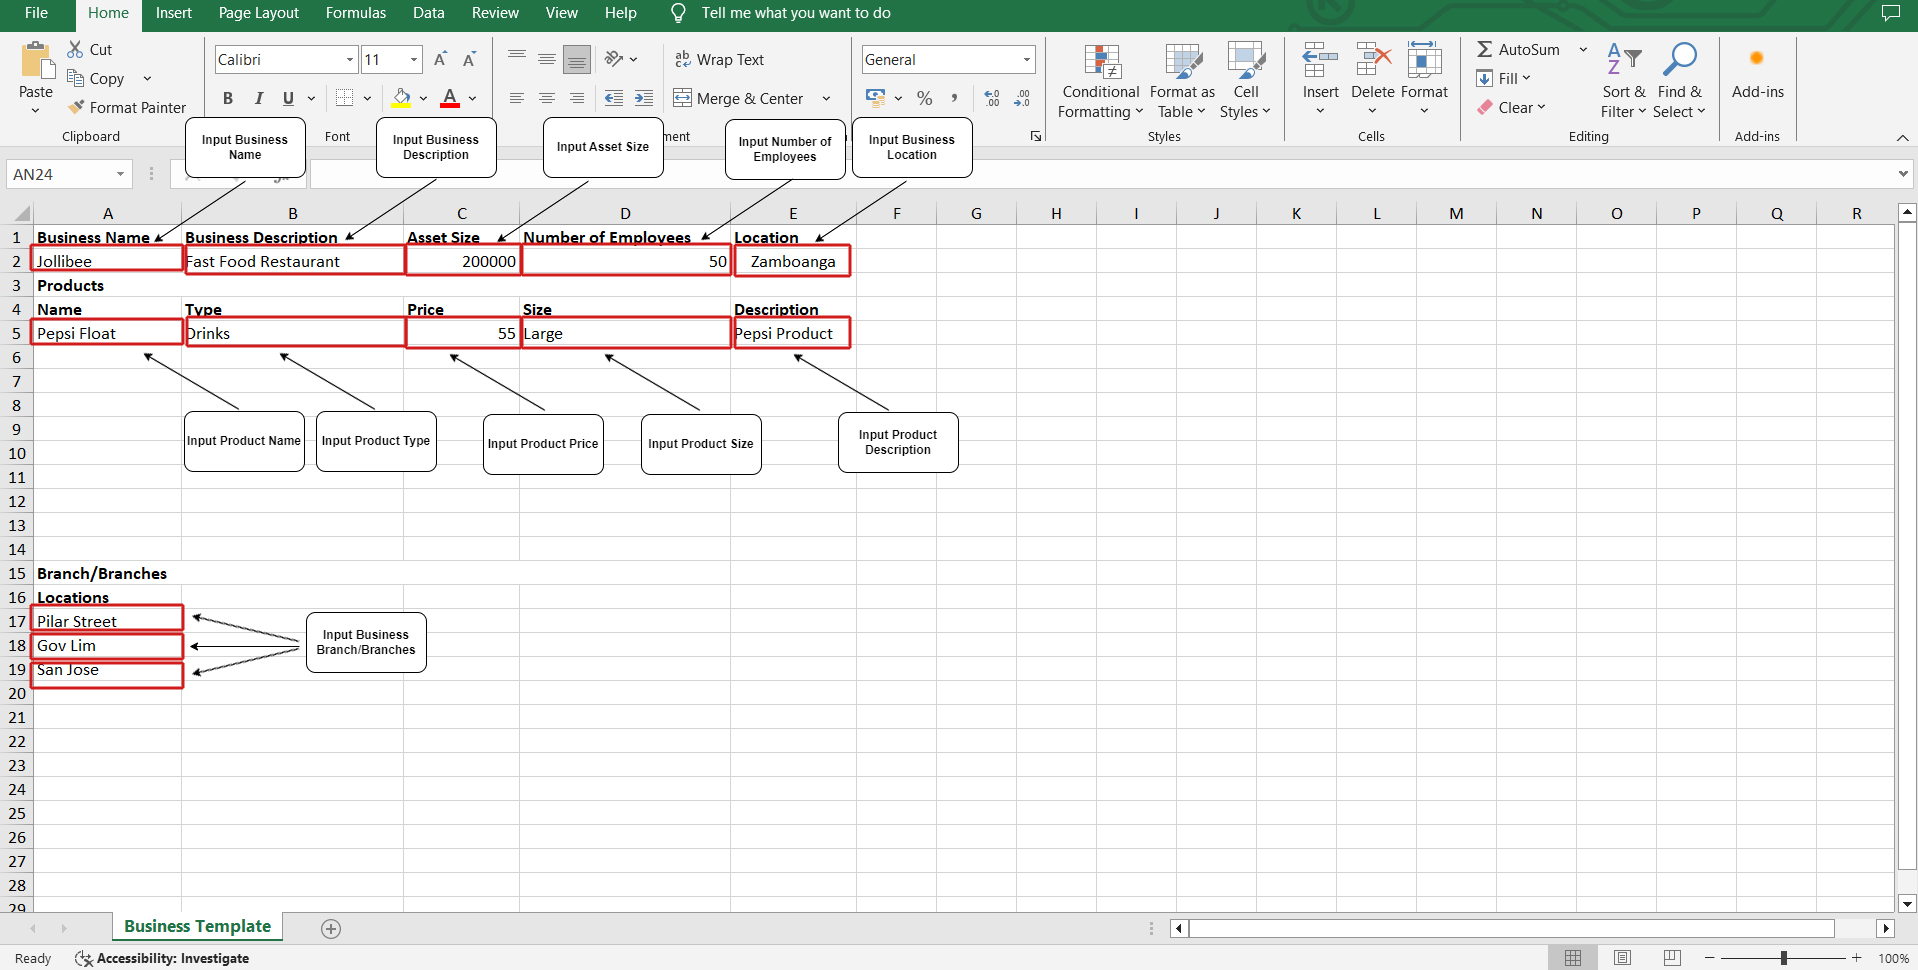 File Home Insert Page Layout Formulas Data Review View Help Tell me what you want to do
Paste
Cut
Copy
Format Painter
Clipboard
Calibri 11
B I U
Font
Wrap Text
Merge & Center
ment
General
Conditional Formatting
Format as Table
Cell Styles
Styles
Insert Delete Format
Cells
AutoSum
Fill
Clear
Sort & Filter
Find & Select
Editing
Add-ins
Add-ins
Input Business Name
Input Business Description
Input Asset Size
Input Number of Employees
Input Business Location
AN24
A B C D E F G H I J K L M N O P Q R
1 Business Name Business Description Asset Size Number of Employees Location
2 Jollibee Fast Food Restaurant 200000 50 Zamboanga
3 Products
4 Name Type Price Size Description
5 Pepsi Float Drinks 55 Large Pepsi Product
6
7
8
9
Input Product Name Input Product Type Input Product Price Input Product Size Input Product Description
10
11
12
13
14
15 Branch/Branches
16 Locations
17 Pilar Street
18 Gov Lim
Input Business Branch/Branches
19 San Jose
20
21
22
23
24
25
26
27
28
29
Business Template
Ready Accessibility: Investigate 100%